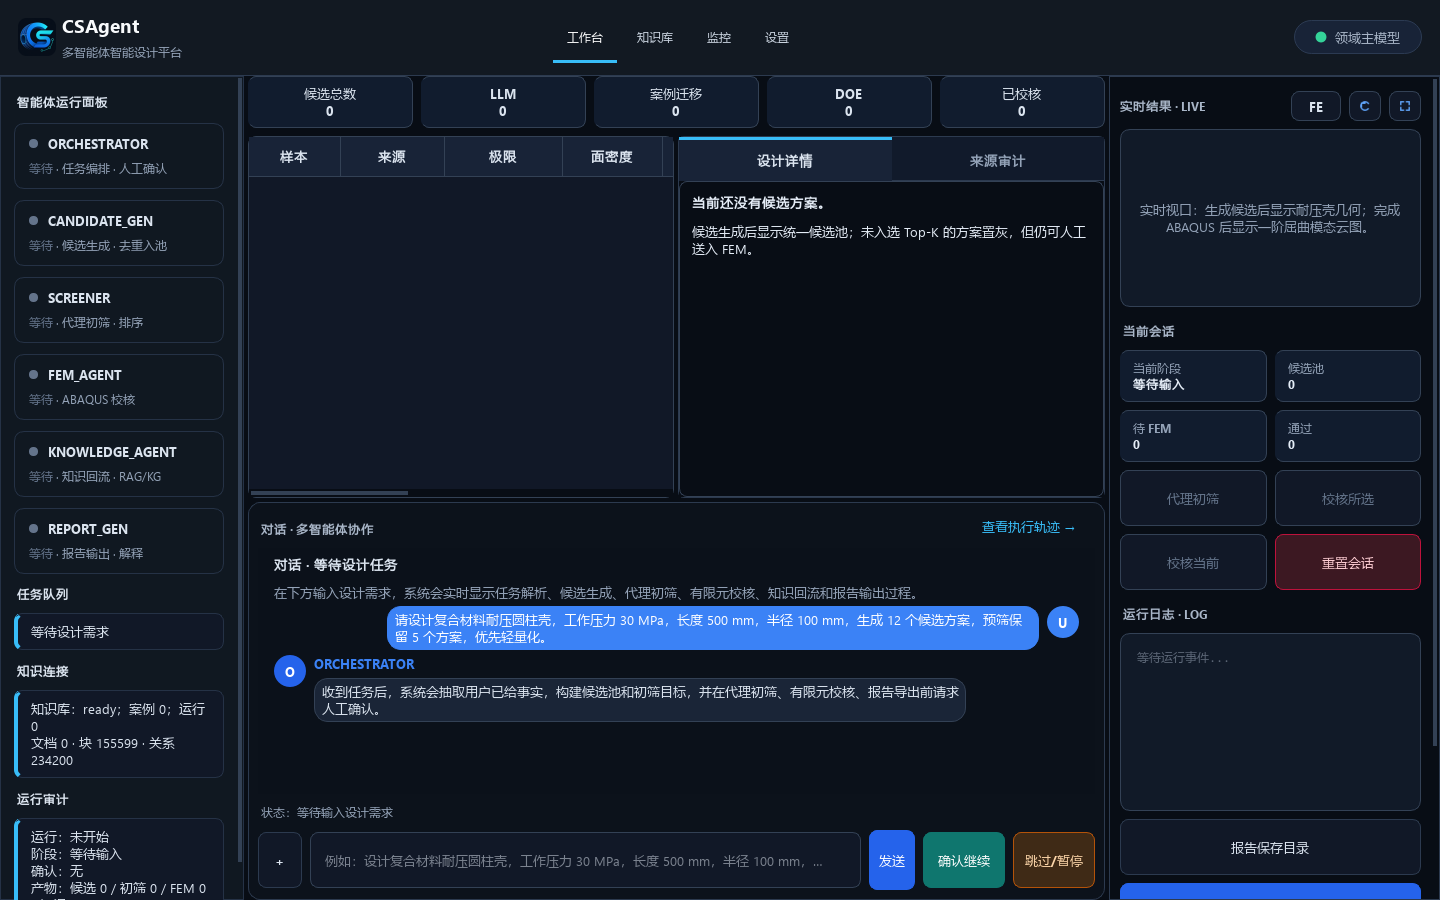 CSAgent
多智能体智能设计平台
工作台
知识库
监控
设置
领域主模型
智能体运行面板
ORCHESTRATOR
等待 · 任务编排 · 人工确认
CANDIDATE_GEN
等待 · 候选生成 · 去重入池
SCREENER
等待 · 代理初筛 · 排序
FEM_AGENT
等待 · ABAQUS 校核
KNOWLEDGE_AGENT
等待 · 知识回流 · RAG/KG
REPORT_GEN
等待 · 报告输出 · 解释
任务队列
等待设计需求
知识连接
知识库：ready；案例 0；运行
0
文档 0 · 块 155599 · 关系
234200
运行审计
运行：未开始
阶段：等待输入
确认：无
产物：候选 0 / 初筛 0 / FEM 0
候选总数
0
LLM
0
案例迁移
0
DOE
0
已校核
0
样本
来源
极限
面密度
设计详情
来源审计
当前还没有候选方案。
候选生成后显示统一候选池；未入选 Top-K 的方案置灰，但仍可人工
送入 FEM。
对话 · 多智能体协作
查看执行轨迹 →
对话 · 等待设计任务
在下方输入设计需求，系统会实时显示任务解析、候选生成、代理初筛、有限元校核、知识回流和报告输出过程。
请设计复合材料耐压圆柱壳，工作压力 30 MPa，长度 500 mm，半径 100 mm，生成 12 个候选方案，预筛保
留 5 个方案，优先轻量化。
U
O
ORCHESTRATOR
收到任务后，系统会抽取用户已给事实，构建候选池和初筛目标，并在代理初筛、有限元校核、报告导出前请求
人工确认。
状态：等待输入设计需求
+
例如：设计复合材料耐压圆柱壳，工作压力 30 MPa，长度 500 mm，半径 100 mm，...
发送
确认继续
跳过/暂停
实时结果 · LIVE
FE
C
实时视口：生成候选后显示耐压壳几何；完成
ABAQUS 后显示一阶屈曲模态云图。
当前会话
当前阶段
等待输入
候选池
0
待 FEM
0
通过
0
代理初筛
校核所选
校核当前
重置会话
运行日志 · LOG
等待运行事件...
报告保存目录